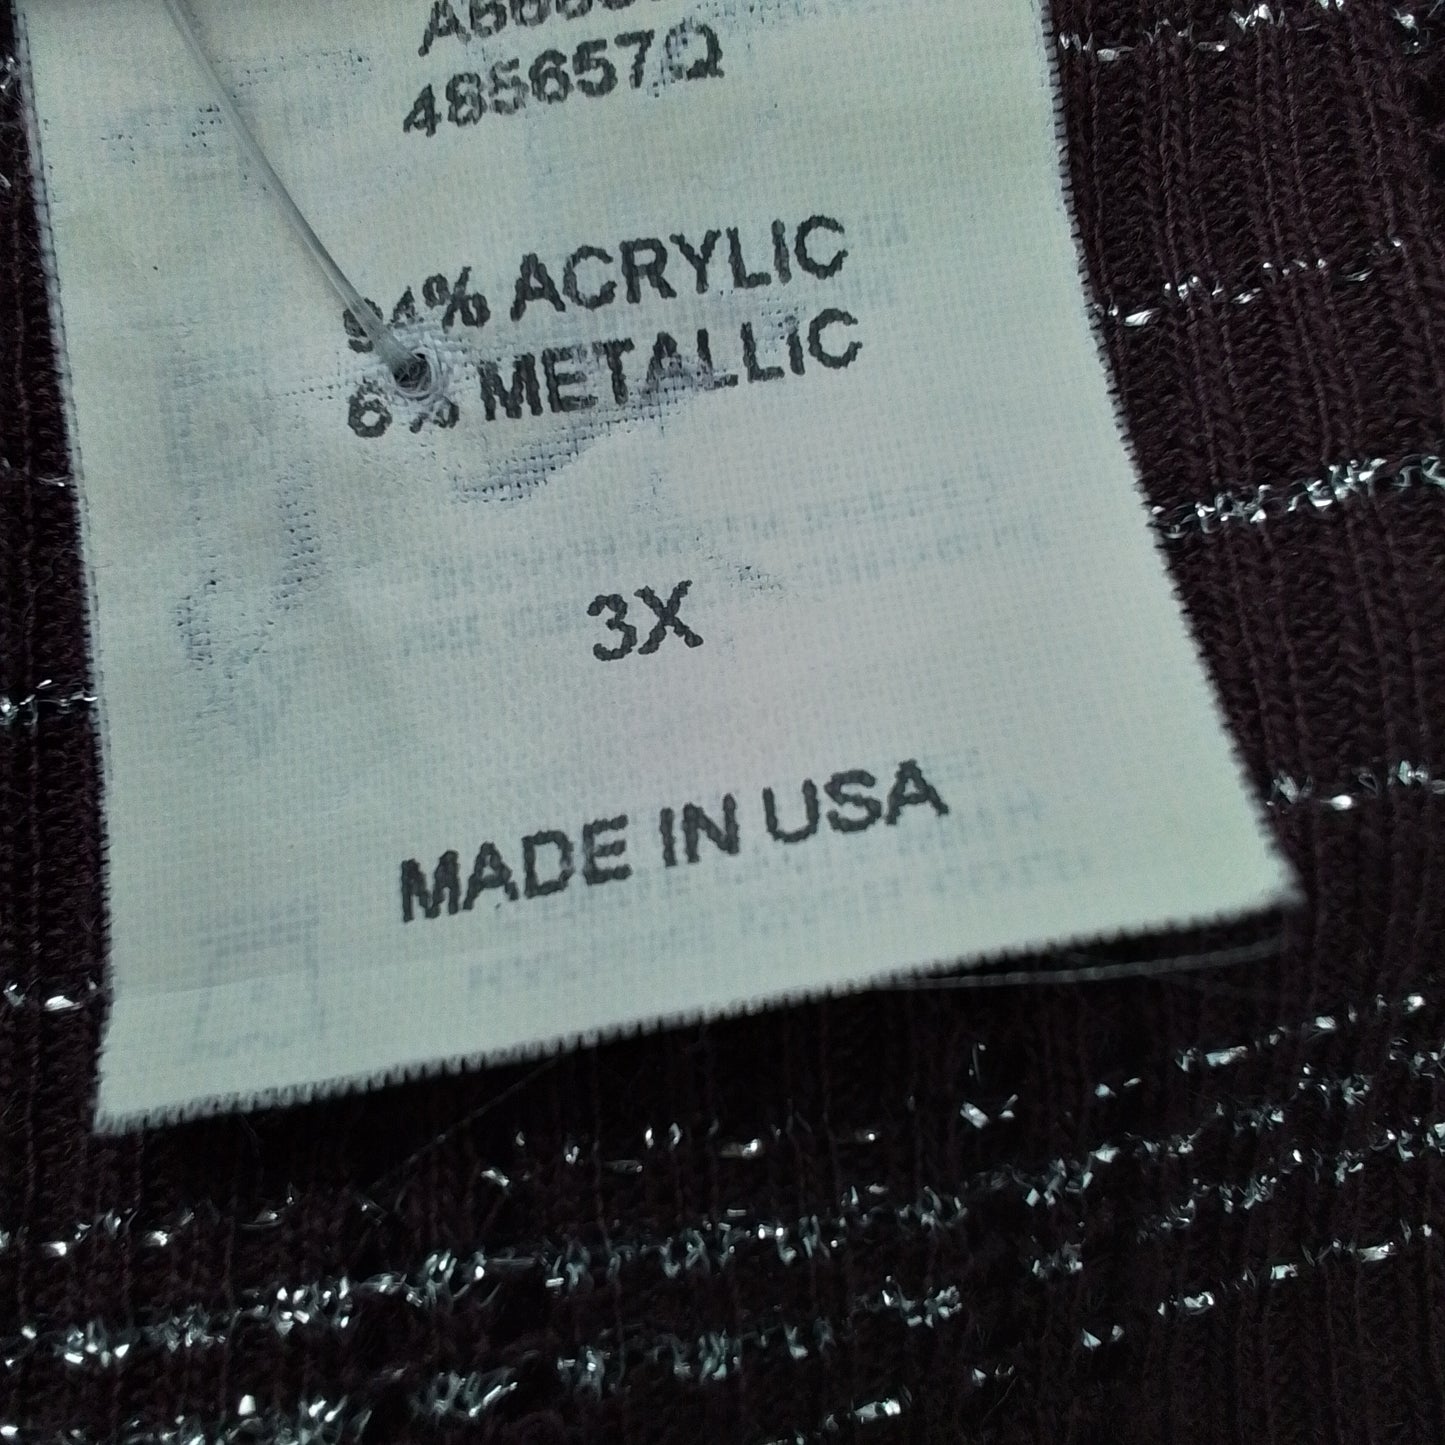 485657Q
94% ACRYLIC
6% METALLIC
3X
MADE IN USA